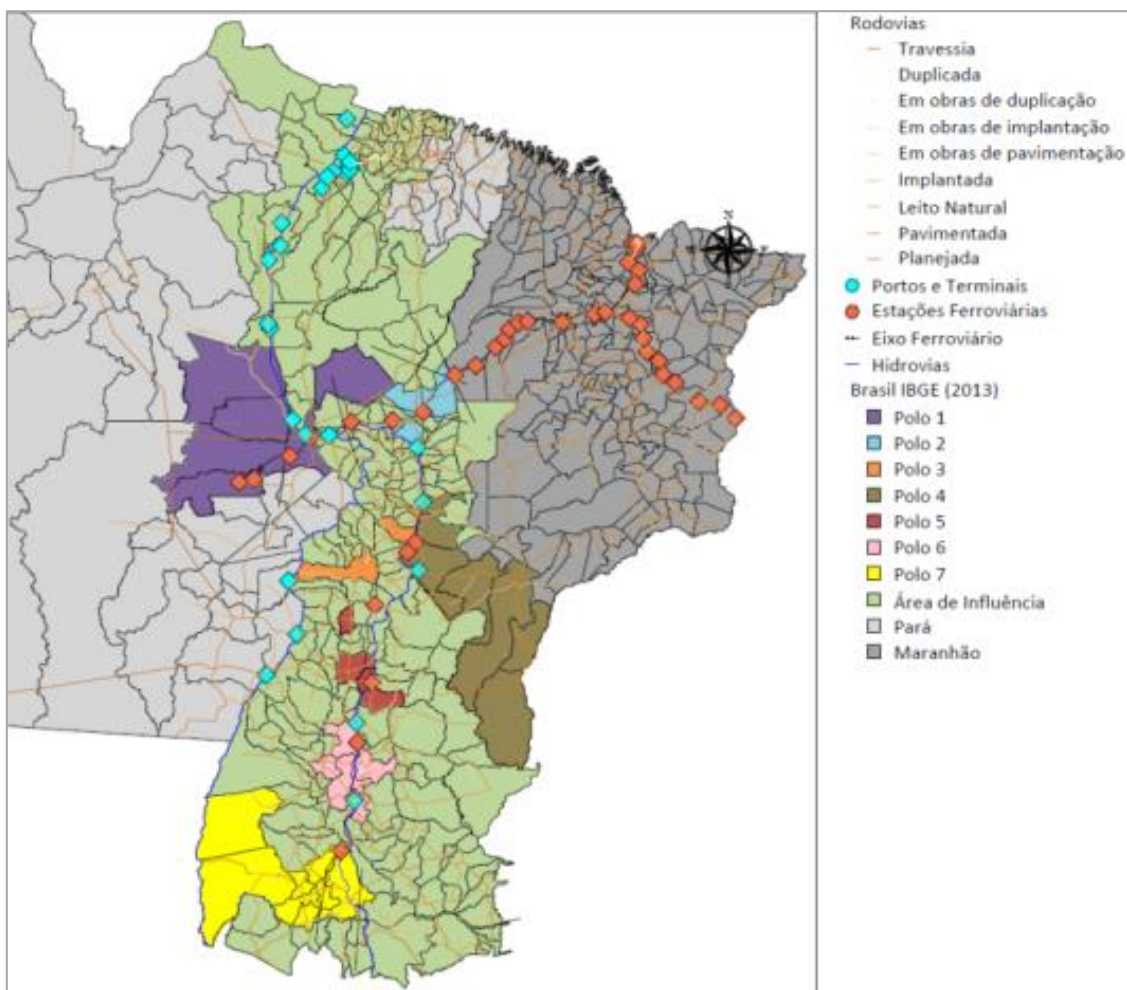 Rodovias
Travessia
Duplicada
Em obras de duplicação
Em obras de implantação
Em obras de pavimentação
Implantada
Leito Natural
Pavimentada
Planejada
Portos e Terminais
Estações Ferroviárias
Eixo Ferroviário
Hidrovias
Brasil IBGE (2013)
Polo 1
Polo 2
Polo 3
Polo 4
Polo 5
Polo 6
Polo 7
Área de Influência
Pará
Maranhão